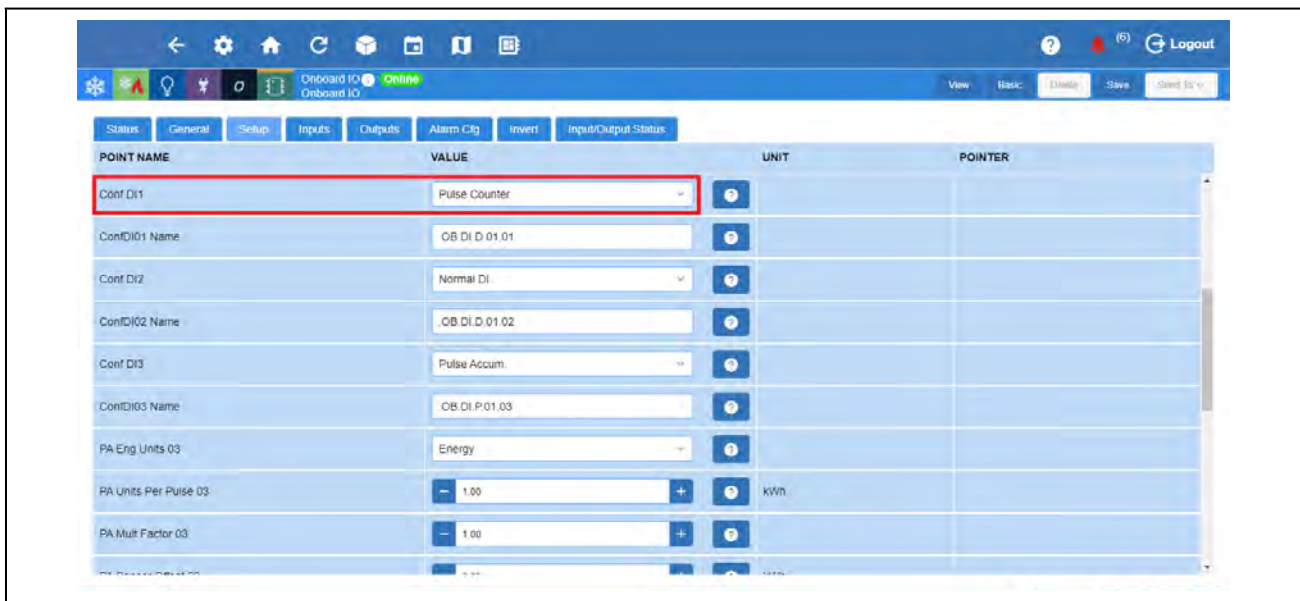 (6) Logout
Onboard IO Online
Onboard IO
View Basic Delete Save Send To
Status General Setup Inputs Outputs Alarm Cfg Invert Input/Output Status
POINT NAME VALUE UNIT POINTER
Conf DI1 Pulse Counter
ConfDI01 Name .OB.DI.D.01.01
Conf DI2 Normal DI
ConfDI02 Name .OB.DI.D.01.02
Conf DI3 Pulse Accum.
ConfDI03 Name .OB.DI.P.01.03
PA Eng Units 03 Energy
PA Units Per Pulse 03 − 1.00 + kWh
PA Mult Factor 03 − 1.00 +